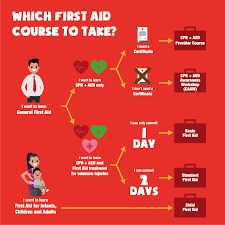 WHICH FIRST AID
COURSE TO TAKE?
I need a
Certificate
CPR + AED
Provider Course
I want to learn
CPR + AED only
I want to learn
General First Aid
I don't need a
Certificate
CPR + AED
Awareness
Workshop
(CAAW)
I can only commit
1
DAY
Basic
First Aid
I want to learn
CPR + AED and
First Aid treatment
for common injuries
I can commit
2
DAYS
Standard
First Aid
I want to learn
First Aid for Infants,
Children and Adults
Child
First Aid